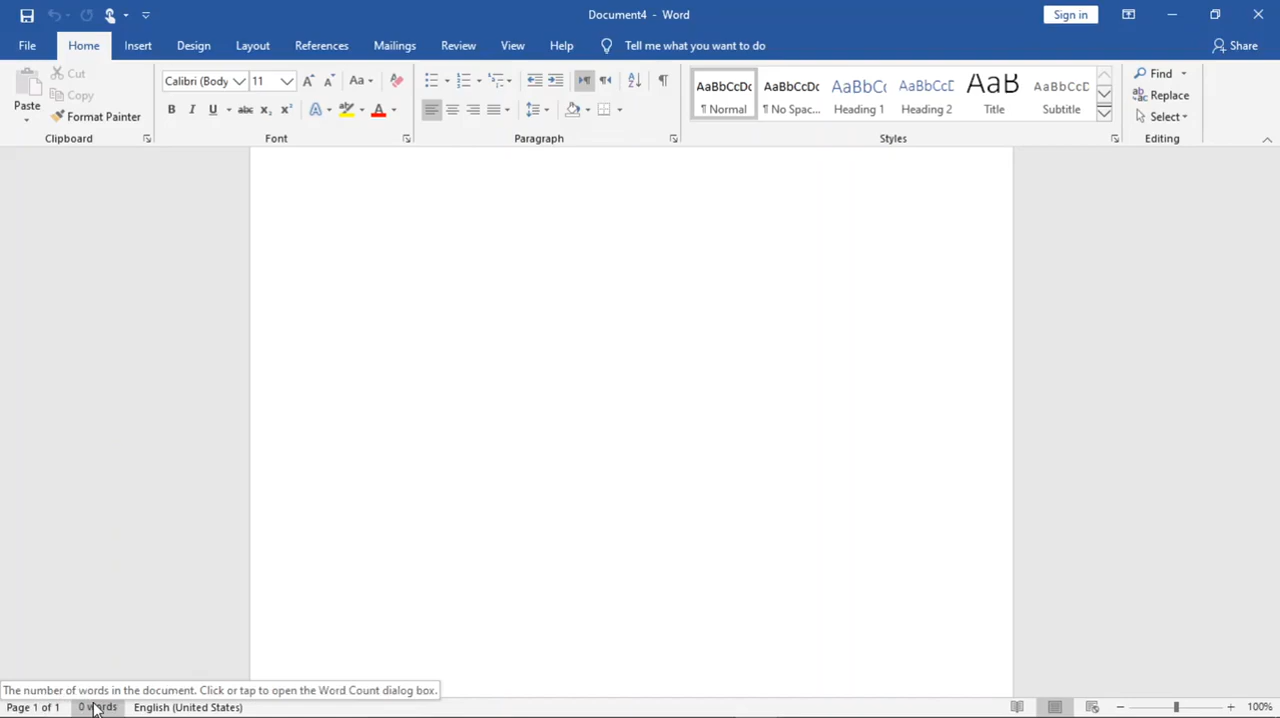 Document4 - Word
Sign in
File Home Insert Design Layout References Mailings Review View Help Tell me what you want to do Share
Paste
Cut
Copy
Format Painter
Clipboard
Calibri (Body 11
Font
Paragraph
AaBbCcDc AaBbCcDc AaBbC( AaBbCcD AaB AaBbCcD
¶ Normal ¶ No Spac... Heading 1 Heading 2 Title Subtitle
Styles
Find
Replace
Select
Editing
The number of words in the document. Click or tap to open the Word Count dialog box.
Page 1 of 1 0 words English (United States) 100%